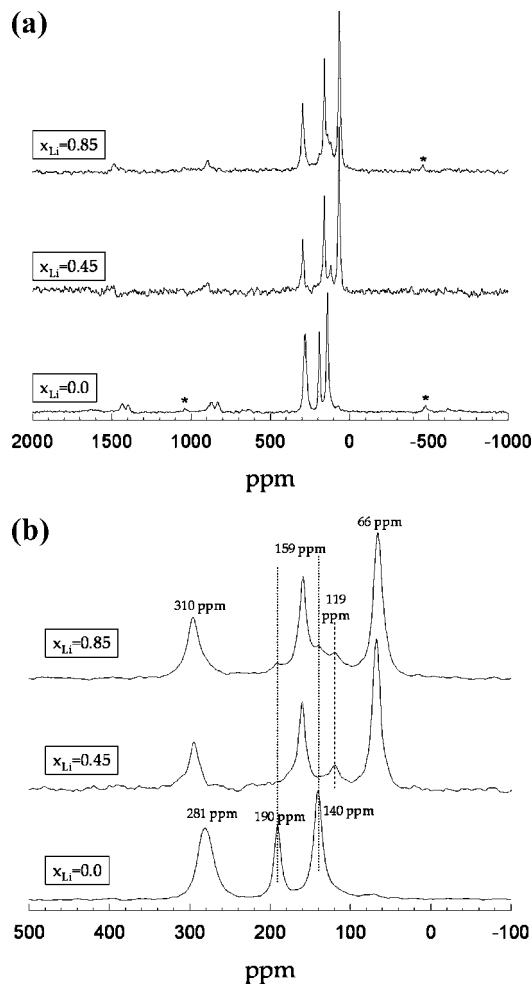 (a)
x_Li=0.85
*
x_Li=0.45
x_Li=0.0
* *
2000 1500 1000 500 0 -500 -1000
ppm
(b)
66 ppm
159 ppm
119 ppm
310 ppm
x_Li=0.85
x_Li=0.45
281 ppm 190 ppm 140 ppm
x_Li=0.0
500 400 300 200 100 0 -100
ppm